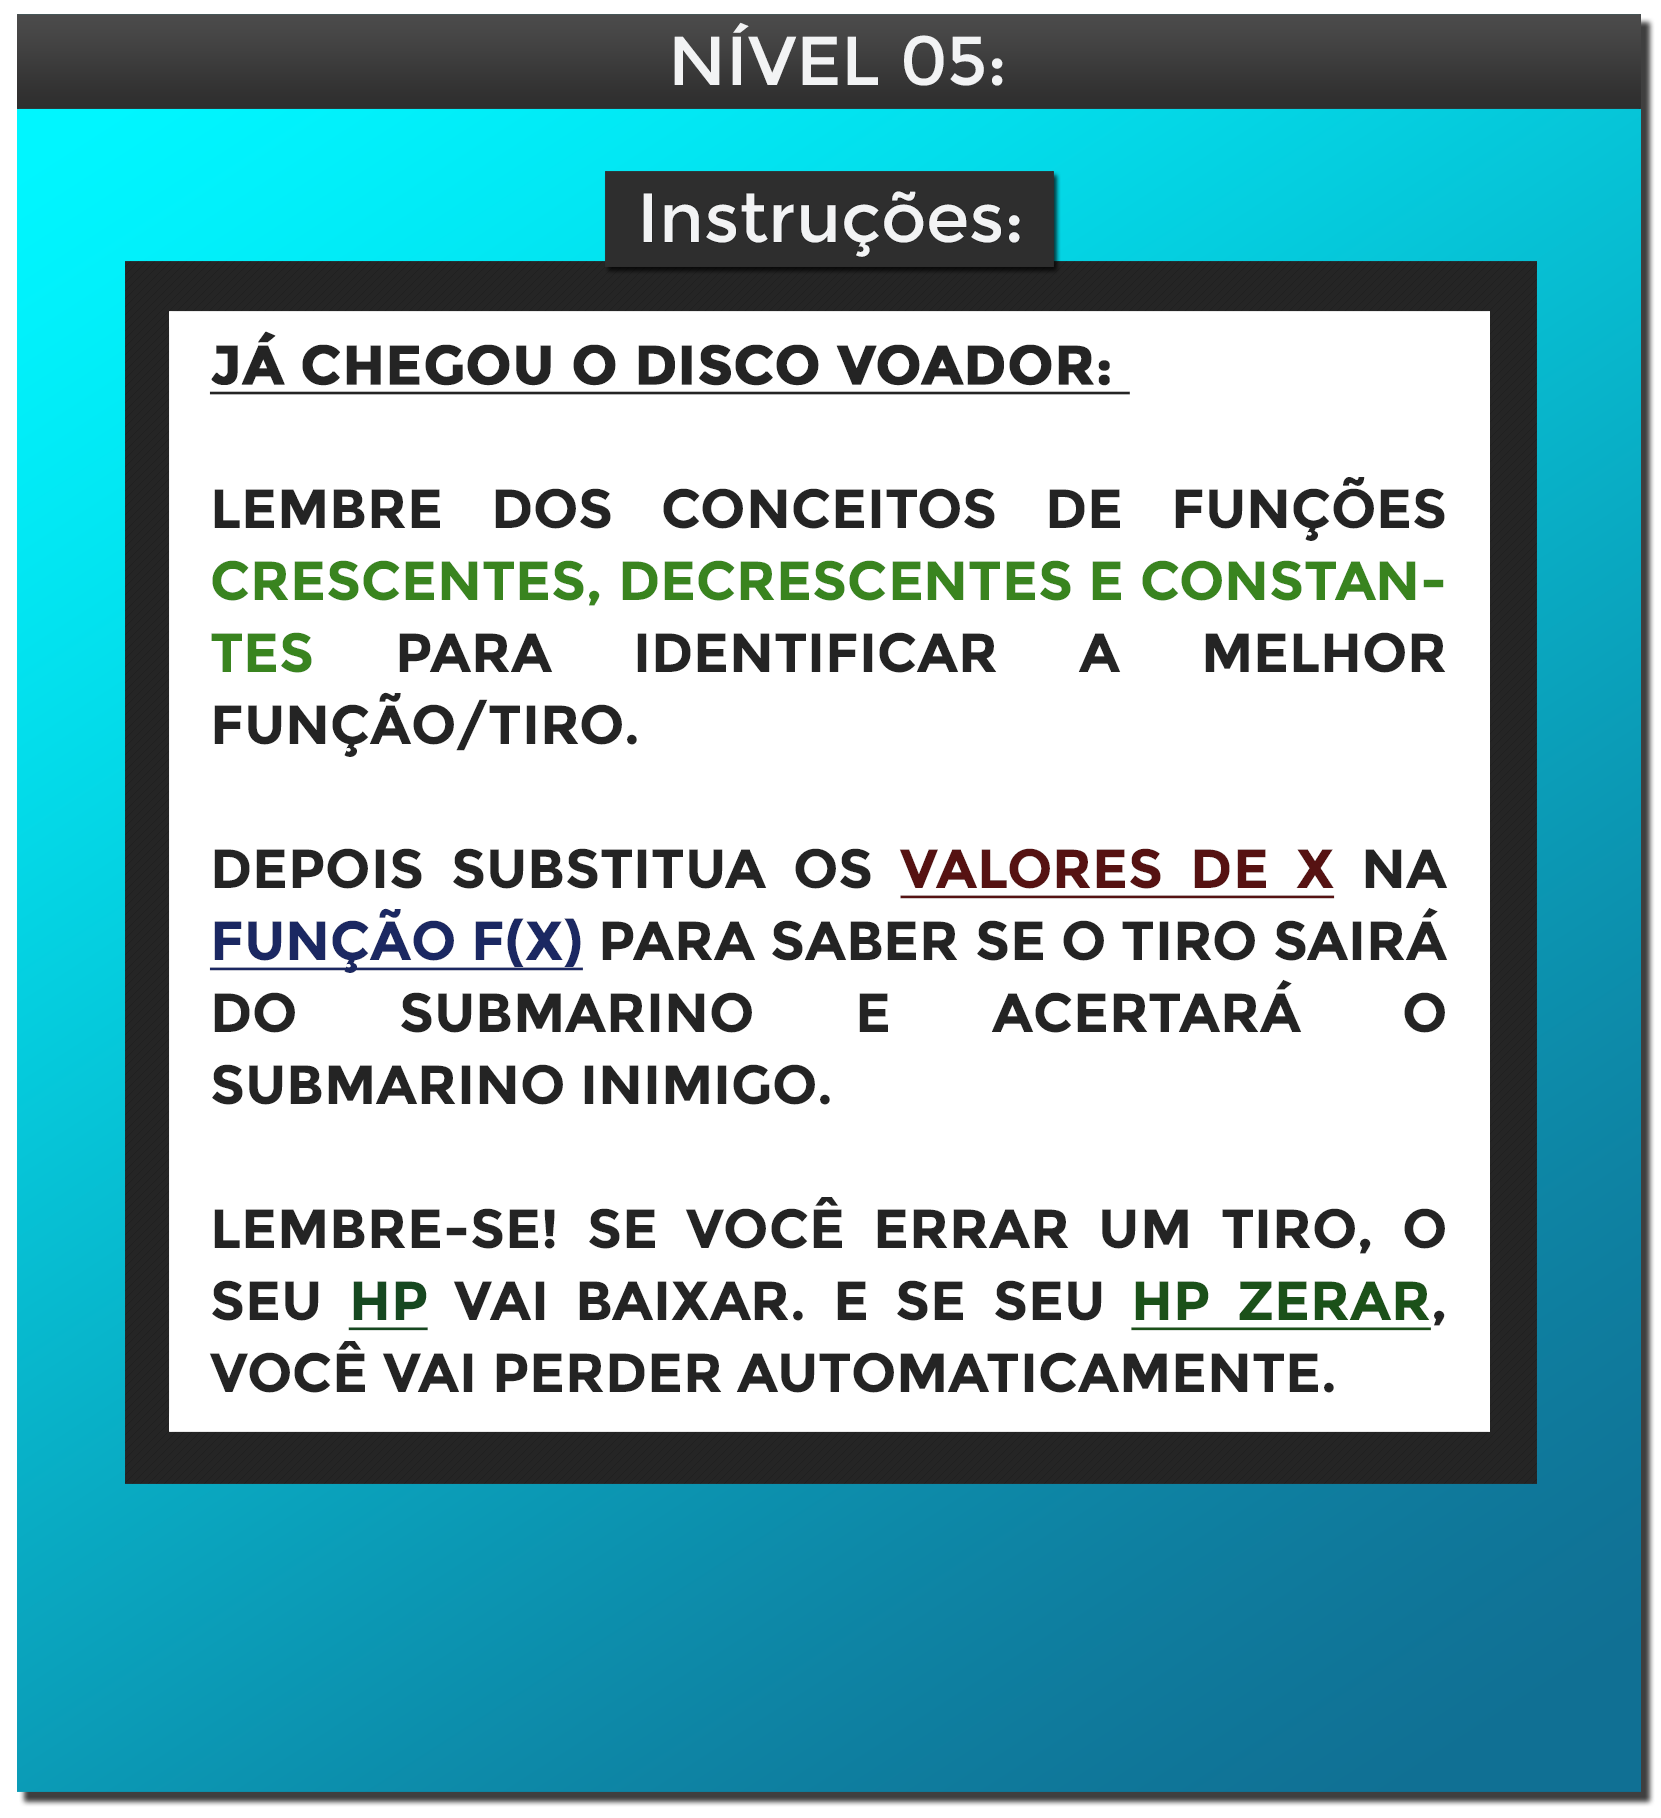 NÍVEL 05:
Instruções:
JÁ CHEGOU O DISCO VOADOR:
LEMBRE DOS CONCEITOS DE FUNÇÕES
CRESCENTES, DECRESCENTES E CONSTAN-
TES PARA IDENTIFICAR A MELHOR
FUNÇÃO/TIRO.
DEPOIS SUBSTITUA OS VALORES DE X NA
FUNÇÃO F(X) PARA SABER SE O TIRO SAIRÁ
DO SUBMARINO E ACERTARÁ O
SUBMARINO INIMIGO.
LEMBRE-SE! SE VOCÊ ERRAR UM TIRO, O
SEU HP VAI BAIXAR. E SE SEU HP ZERAR,
VOCÊ VAI PERDER AUTOMATICAMENTE.